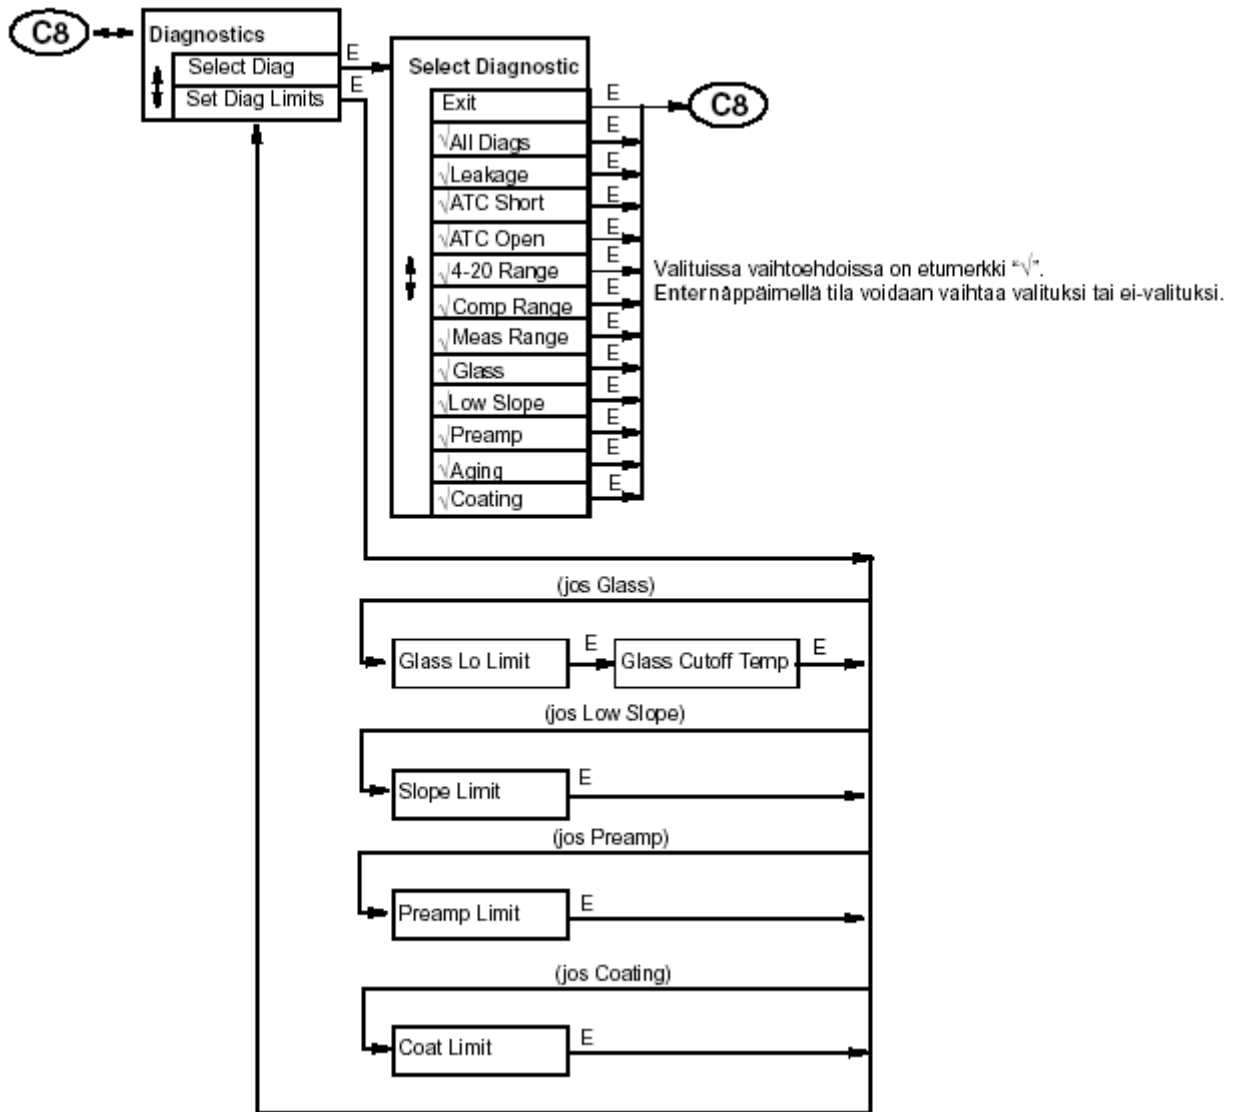 C8
Diagnostics
Select Diag
E
Set Diag Limits
E
Select Diagnostic
Exit
E
C8
√All Diags
E
√Leakage
E
√ATC Short
E
√ATC Open
E
√4-20 Range
E
√Comp Range
E
√Meas Range
E
√Glass
E
√Low Slope
E
√Preamp
E
√Aging
E
√Coating
E
Valituissa vaihtoehdoissa on etumerkki "√".
Enternäppäimellä tila voidaan vaihtaa valituksi tai ei-valituksi.
(jos Glass)
Glass Lo Limit
E
Glass Cutoff Temp
E
(jos Low Slope)
Slope Limit
E
(jos Preamp)
Preamp Limit
E
(jos Coating)
Coat Limit
E